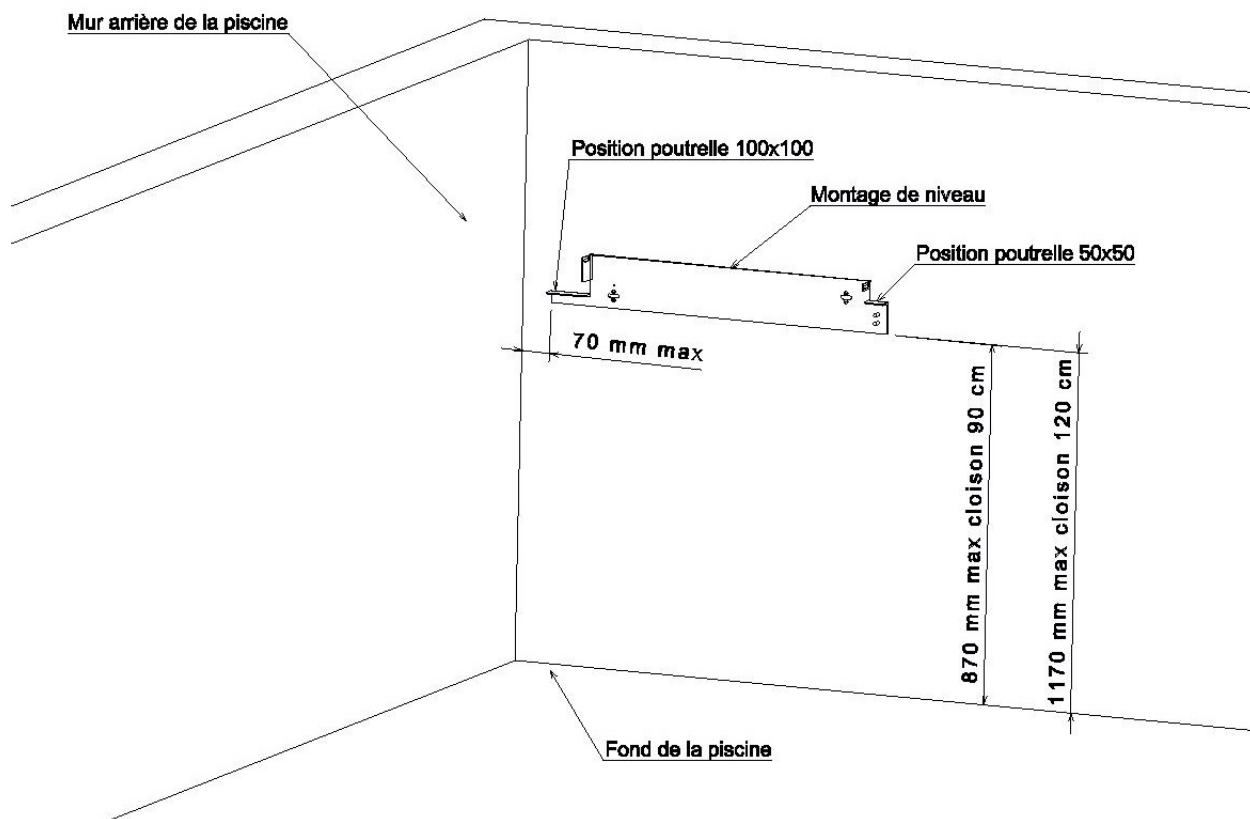 Mur arrière de la piscine
Position poutrelle 100x100
Montage de niveau
Position poutrelle 50x50
70 mm max
870 mm max cloison 90 cm
1170 mm max cloison 120 cm
Fond de la piscine